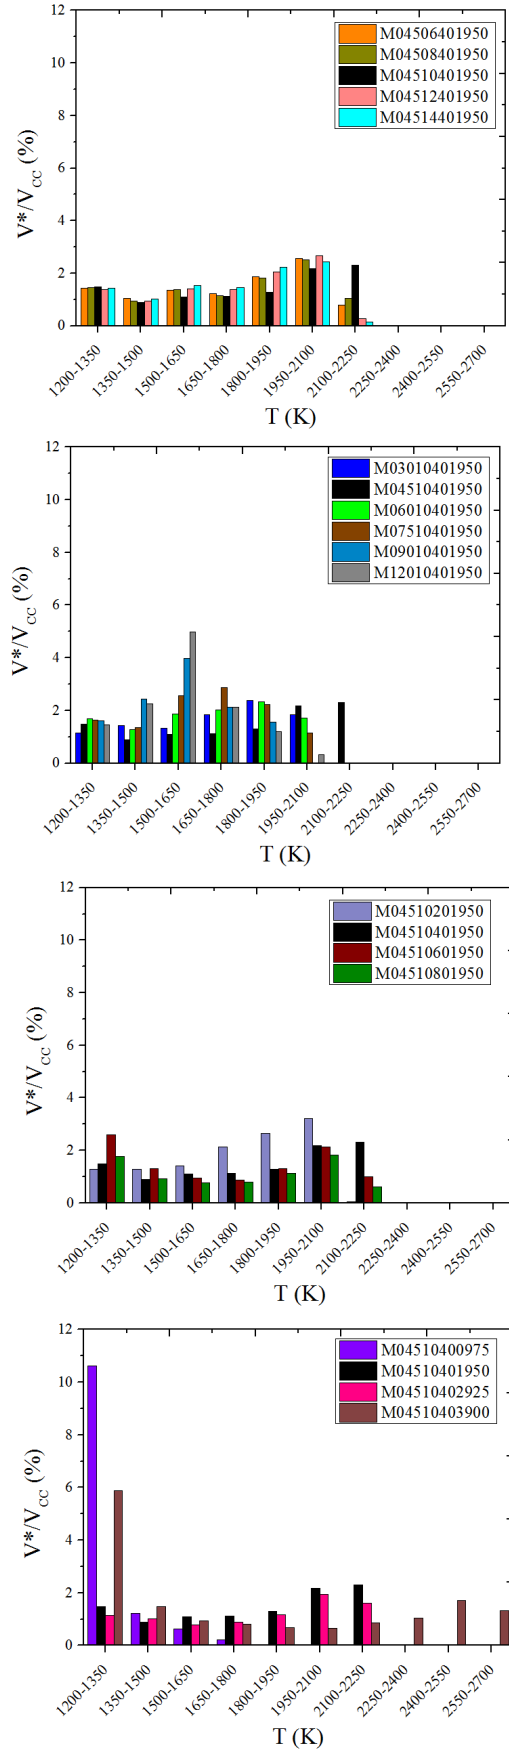 12
10
8
6
4
2
0
V*/V_CC (%)
M04506401950
M04508401950
M04510401950
M04512401950
M04514401950
1200-1350
1350-1500
1500-1650
1650-1800
1800-1950
1950-2100
2100-2250
2250-2400
2400-2550
2550-2700
T (K)
12
10
8
6
4
2
0
V*/V_CC (%)
M03010401950
M04510401950
M06010401950
M07510401950
M09010401950
M12010401950
1200-1350
1350-1500
1500-1650
1650-1800
1800-1950
1950-2100
2100-2250
2250-2400
2400-2550
2550-2700
T (K)
12
10
8
6
4
2
0
V*/V_CC (%)
M04510201950
M04510401950
M04510601950
M04510801950
1200-1350
1350-1500
1500-1650
1650-1800
1800-1950
1950-2100
2100-2250
2250-2400
2400-2550
2550-2700
T (K)
12
10
8
6
4
2
0
V*/V_CC (%)
M04510400975
M04510401950
M04510402925
M04510403900
1200-1350
1350-1500
1500-1650
1650-1800
1800-1950
1950-2100
2100-2250
2250-2400
2400-2550
2550-2700
T (K)